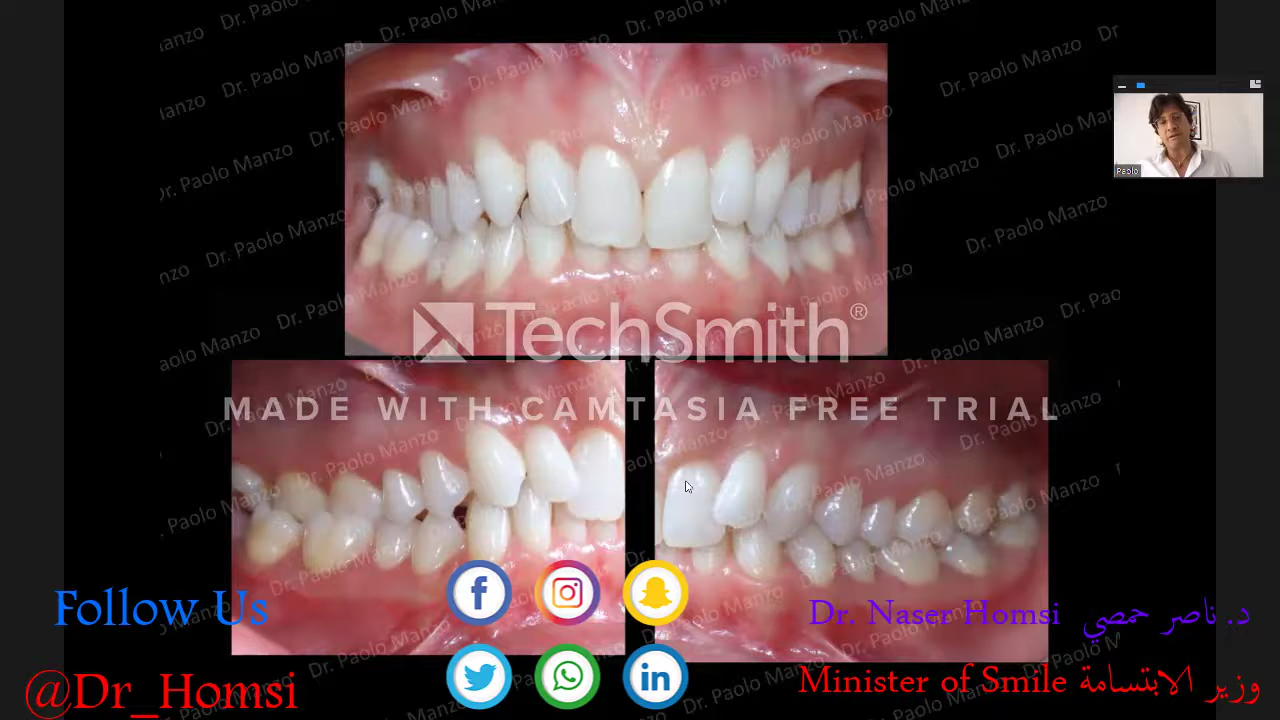 Dr. Paolo Manzo
Paolo
TechSmith®
MADE WITH CAMTASIA FREE TRIAL
Follow Us
Dr. Naser Homsi د. ناصر حمصي
@Dr_Homsi
Minister of Smile وزير الابتسامة